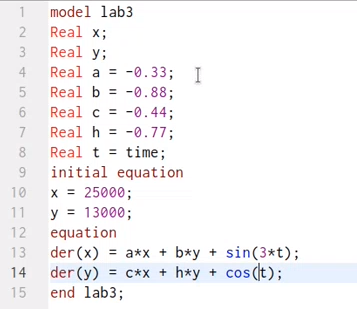 1 model lab3
2 Real x;
3 Real y;
4 Real a = -0.33;
5 Real b = -0.88;
6 Real c = -0.44;
7 Real h = -0.77;
8 Real t = time;
9 initial equation
10 x = 25000;
11 y = 13000;
12 equation
13 der(x) = a*x + b*y + sin(3*t);
14 der(y) = c*x + h*y + cos(t);
15 end lab3;